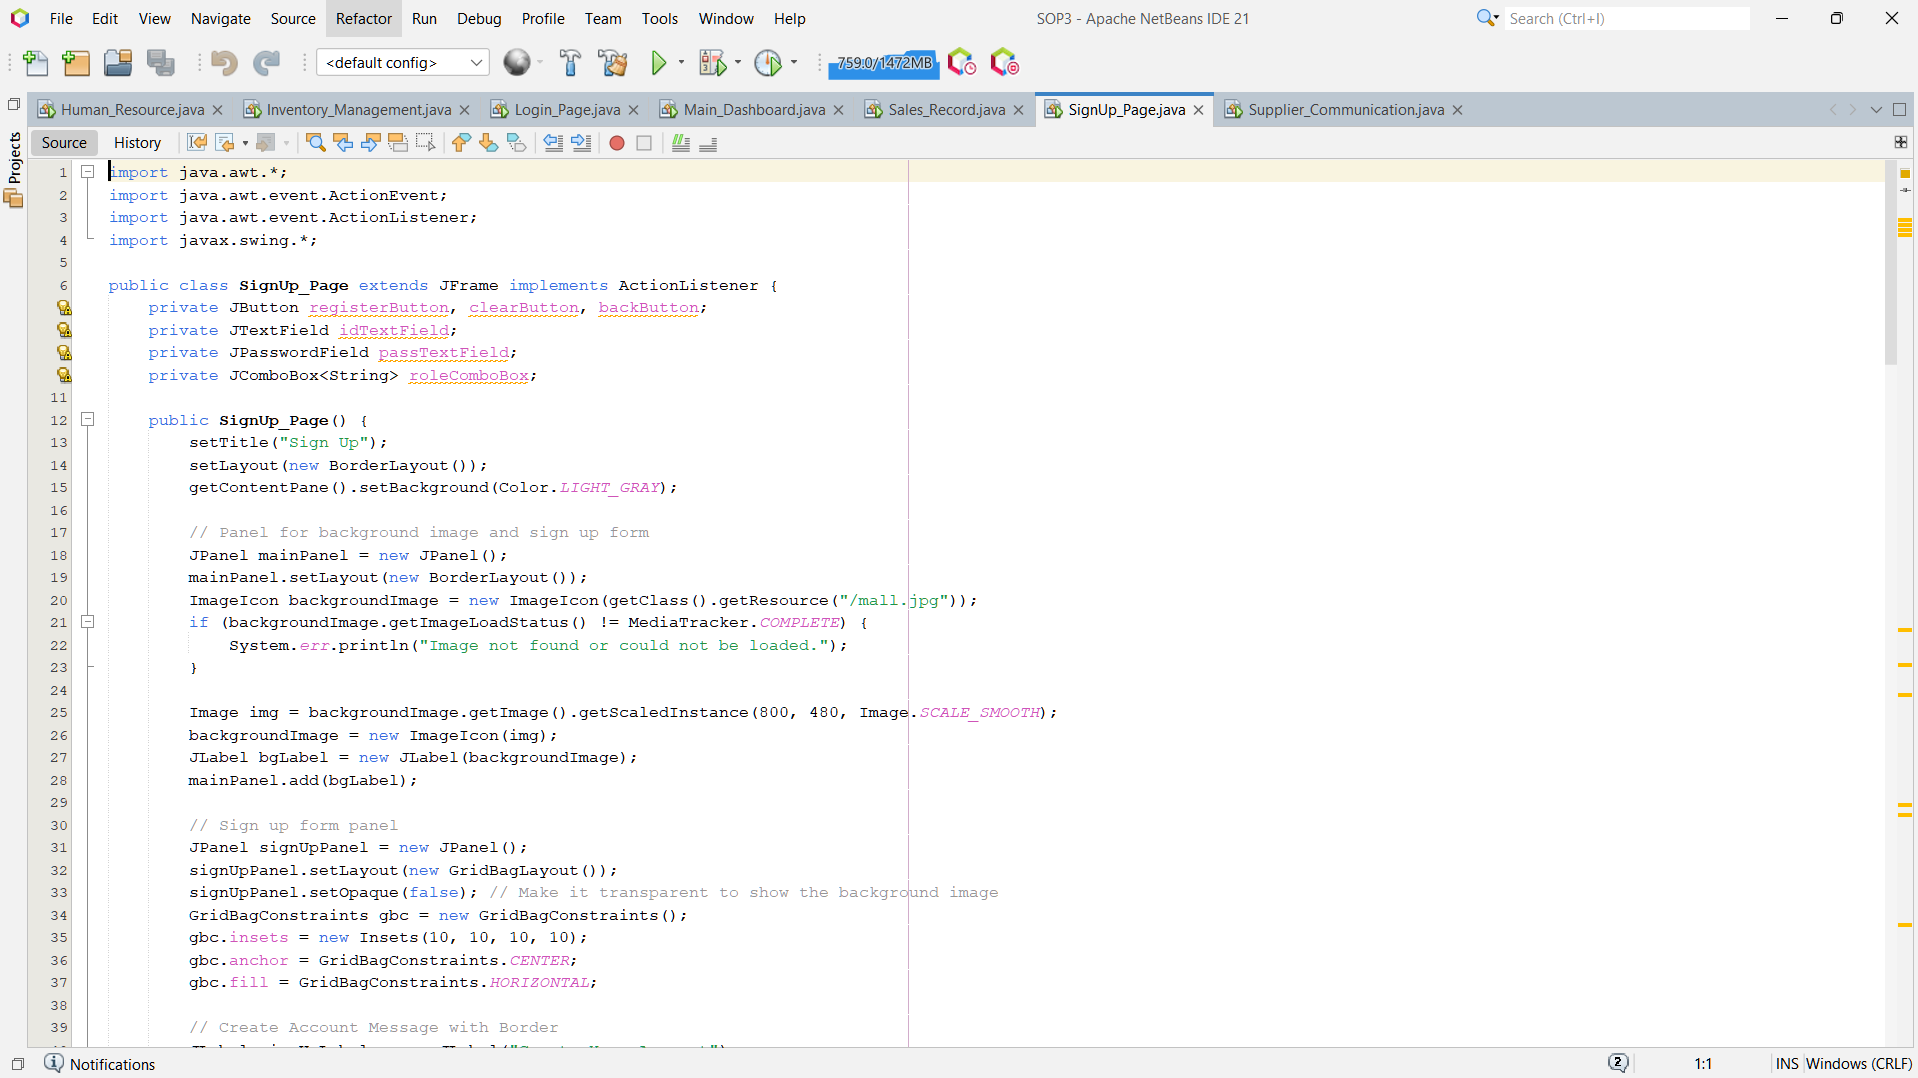 File Edit View Navigate Source Refactor Run Debug Profile Team Tools Window Help
SOP3 - Apache NetBeans IDE 21
Search (Ctrl+I)
<default config>
759.0/1472MB
Human_Resource.java
Inventory_Management.java
Login_Page.java
Main_Dashboard.java
Sales_Record.java
SignUp_Page.java
Supplier_Communication.java
Projects
Source History
1 import java.awt.*;
2 import java.awt.event.ActionEvent;
3 import java.awt.event.ActionListener;
4 import javax.swing.*;
5
6 public class SignUp_Page extends JFrame implements ActionListener {
private JButton registerButton, clearButton, backButton;
private JTextField idTextField;
private JPasswordField passTextField;
private JComboBox<String> roleComboBox;
11
12 public SignUp_Page() {
13 setTitle("Sign Up");
14 setLayout(new BorderLayout());
15 getContentPane().setBackground(Color.LIGHT_GRAY);
16
17 // Panel for background image and sign up form
18 JPanel mainPanel = new JPanel();
19 mainPanel.setLayout(new BorderLayout());
20 ImageIcon backgroundImage = new ImageIcon(getClass().getResource("/mall.jpg"));
21 if (backgroundImage.getImageLoadStatus() != MediaTracker.COMPLETE) {
22 System.err.println("Image not found or could not be loaded.");
23 }
24
25 Image img = backgroundImage.getImage().getScaledInstance(800, 480, Image.SCALE_SMOOTH);
26 backgroundImage = new ImageIcon(img);
27 JLabel bgLabel = new JLabel(backgroundImage);
28 mainPanel.add(bgLabel);
29
30 // Sign up form panel
31 JPanel signUpPanel = new JPanel();
32 signUpPanel.setLayout(new GridBagLayout());
33 signUpPanel.setOpaque(false); // Make it transparent to show the background image
34 GridBagConstraints gbc = new GridBagConstraints();
35 gbc.insets = new Insets(10, 10, 10, 10);
36 gbc.anchor = GridBagConstraints.CENTER;
37 gbc.fill = GridBagConstraints.HORIZONTAL;
38
39 // Create Account Message with Border
Notifications
2
1:1
INS
Windows (CRLF)